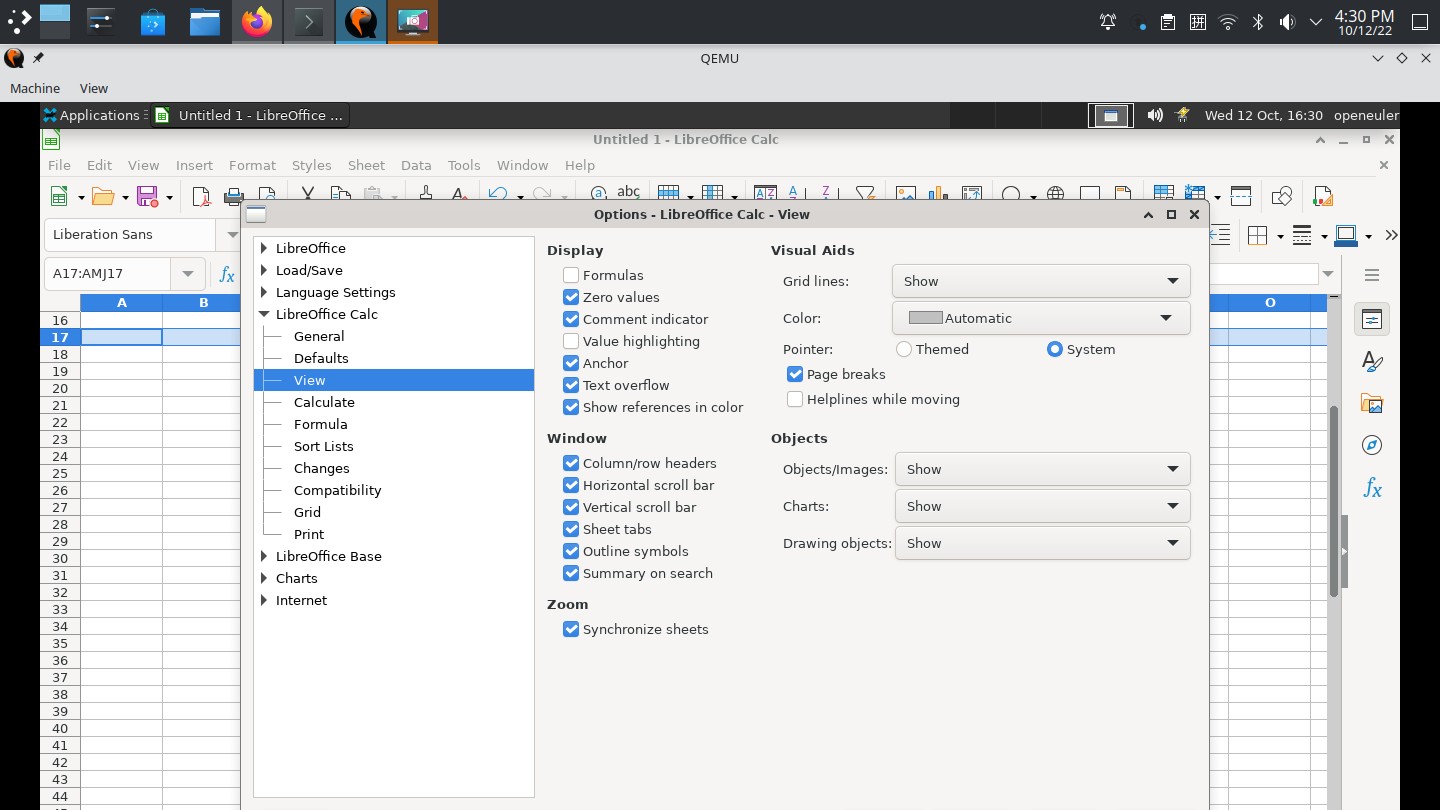 4:30 PM
10/12/22
拼
QEMU
Machine View
Applications Untitled 1 - LibreOffice ... Wed 12 Oct, 16:30 openeuler
Untitled 1 - LibreOffice Calc
File Edit View Insert Format Styles Sheet Data Tools Window Help
abc
Options - LibreOffice Calc - View
Liberation Sans
A17:AMJ17
fx
A B O
16
17
18
19
20
21
22
23
24
25
26
27
28
29
30
31
32
33
34
35
36
37
38
39
40
41
42
43
44
LibreOffice
Load/Save
Language Settings
LibreOffice Calc
General
Defaults
View
Calculate
Formula
Sort Lists
Changes
Compatibility
Grid
Print
LibreOffice Base
Charts
Internet
Display
Formulas
Zero values
Comment indicator
Value highlighting
Anchor
Text overflow
Show references in color
Window
Column/row headers
Horizontal scroll bar
Vertical scroll bar
Sheet tabs
Outline symbols
Summary on search
Zoom
Synchronize sheets
Visual Aids
Grid lines: Show
Color: Automatic
Pointer: Themed System
Page breaks
Helplines while moving
Objects
Objects/Images: Show
Charts: Show
Drawing objects: Show
fx